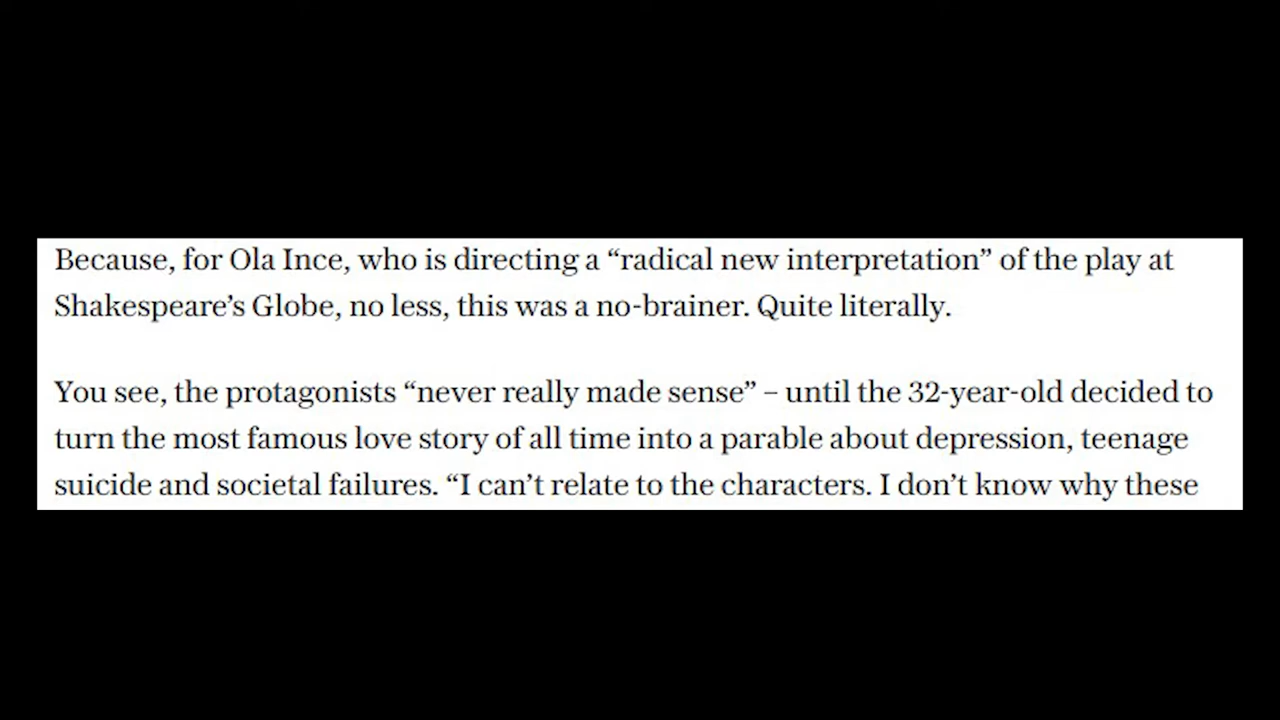 Because, for Ola Ince, who is directing a “radical new interpretation” of the play at
Shakespeare’s Globe, no less, this was a no-brainer. Quite literally.
You see, the protagonists “never really made sense” – until the 32-year-old decided to
turn the most famous love story of all time into a parable about depression, teenage
suicide and societal failures. “I can’t relate to the characters. I don’t know why these